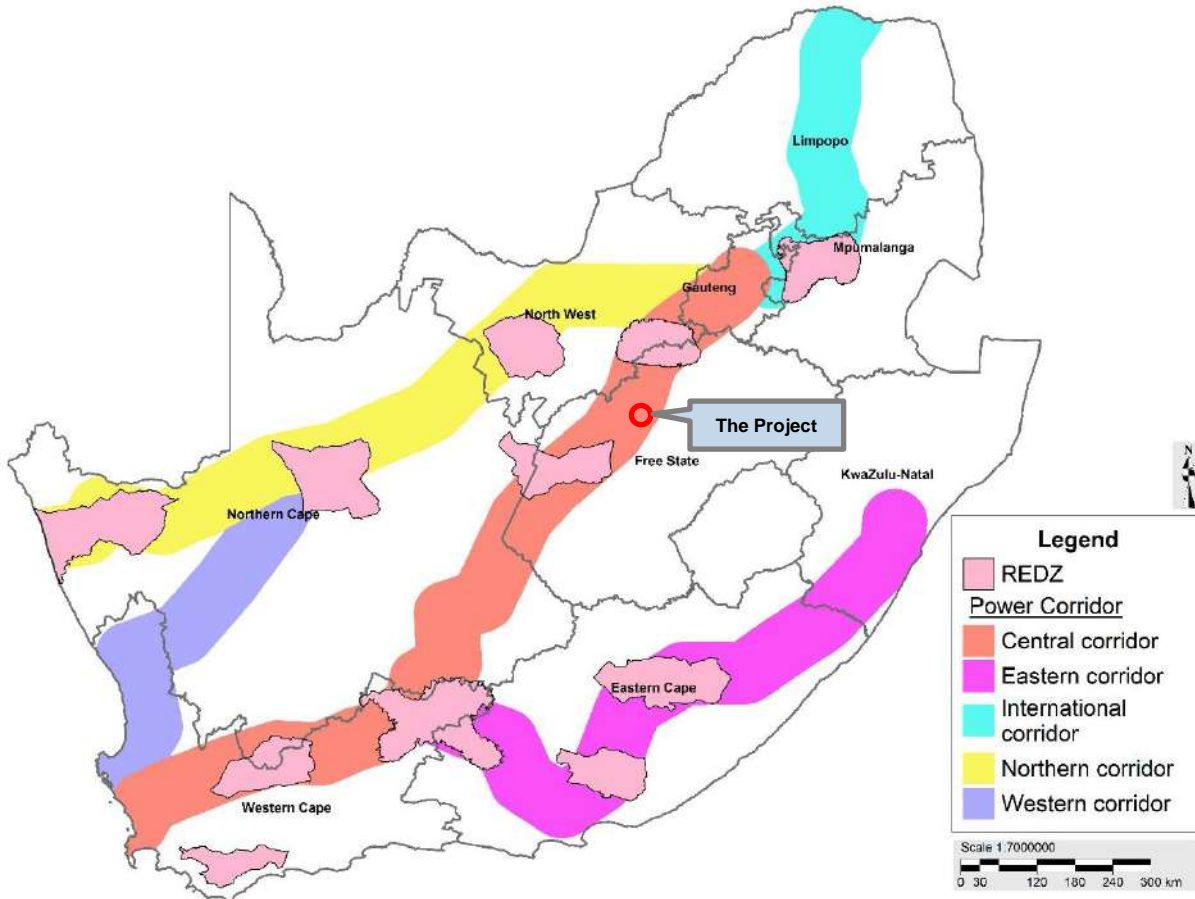 Limpopo
Mpumalanga
Gauteng
North West
The Project
Free State
KwaZulu-Natal
Northern Cape
Eastern Cape
Western Cape
N
Legend
REDZ
Power Corridor
Central corridor
Eastern corridor
International
corridor
Northern corridor
Western corridor
Scale 1:7000000
0 30 120 180 240 300 km